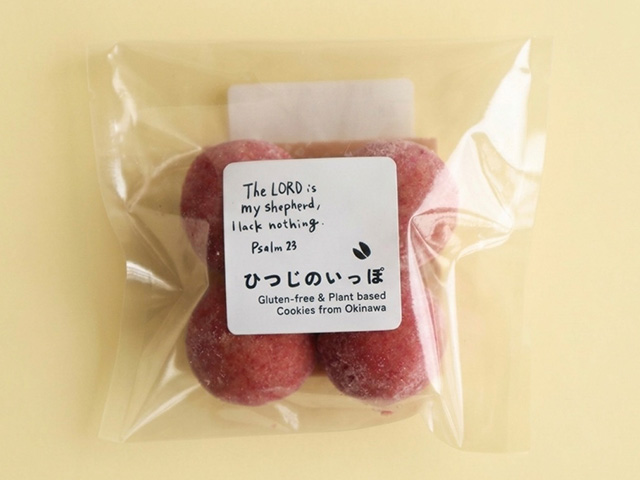 The LORD is
my shepherd,
I lack nothing.
Psalm 23
ひつじのいっぽ
Gluten-free & Plant based
Cookies from Okinawa